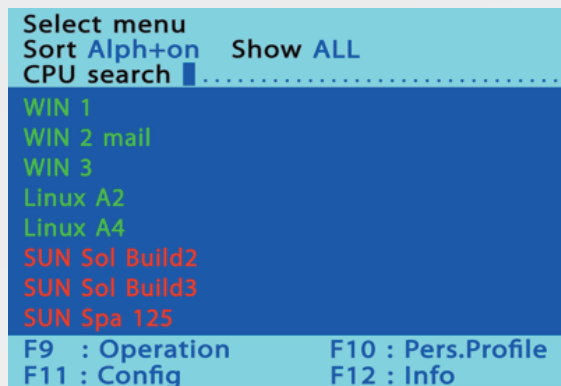 Select menu
Sort Alph+on Show ALL
CPU search ..............................
WIN 1
WIN 2 mail
WIN 3
Linux A2
Linux A4
SUN Sol Build2
SUN Sol Build3
SUN Spa 125
F9 : Operation F10 : Pers.Profile
F11 : Config F12 : Info